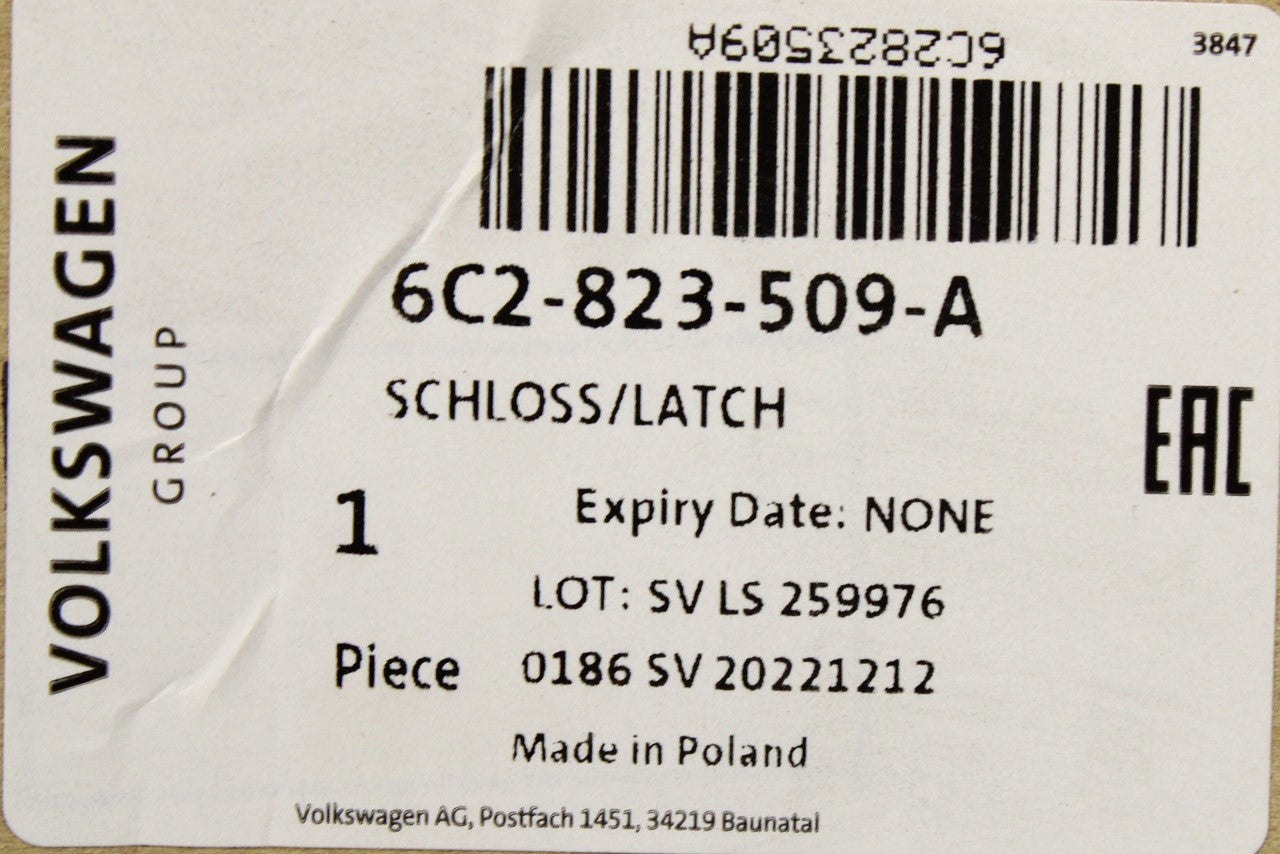 6C2823509A
3847
VOLKSWAGEN
GROUP
6C2-823-509-A
SCHLOSS/LATCH
EAC
1
Expiry Date: NONE
LOT: SV LS 259976
Piece 0186 SV 20221212
Made in Poland
Volkswagen AG, Postfach 1451, 34219 Baunatal